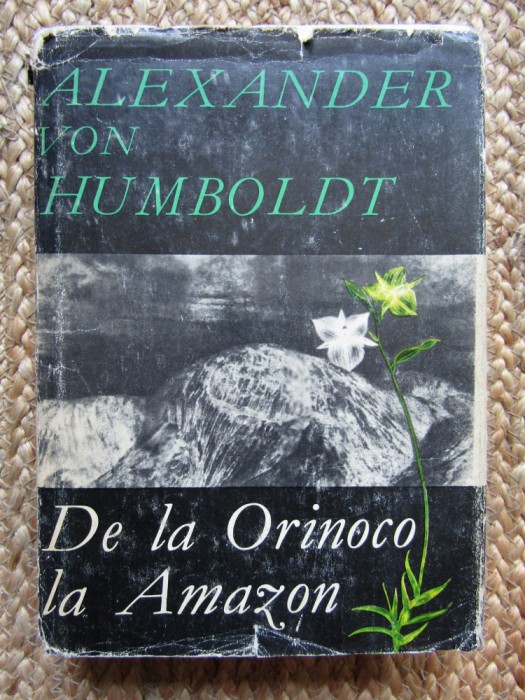 ALEXANDER
VON
HUMBOLDT
De la Orinoco
la Amazon